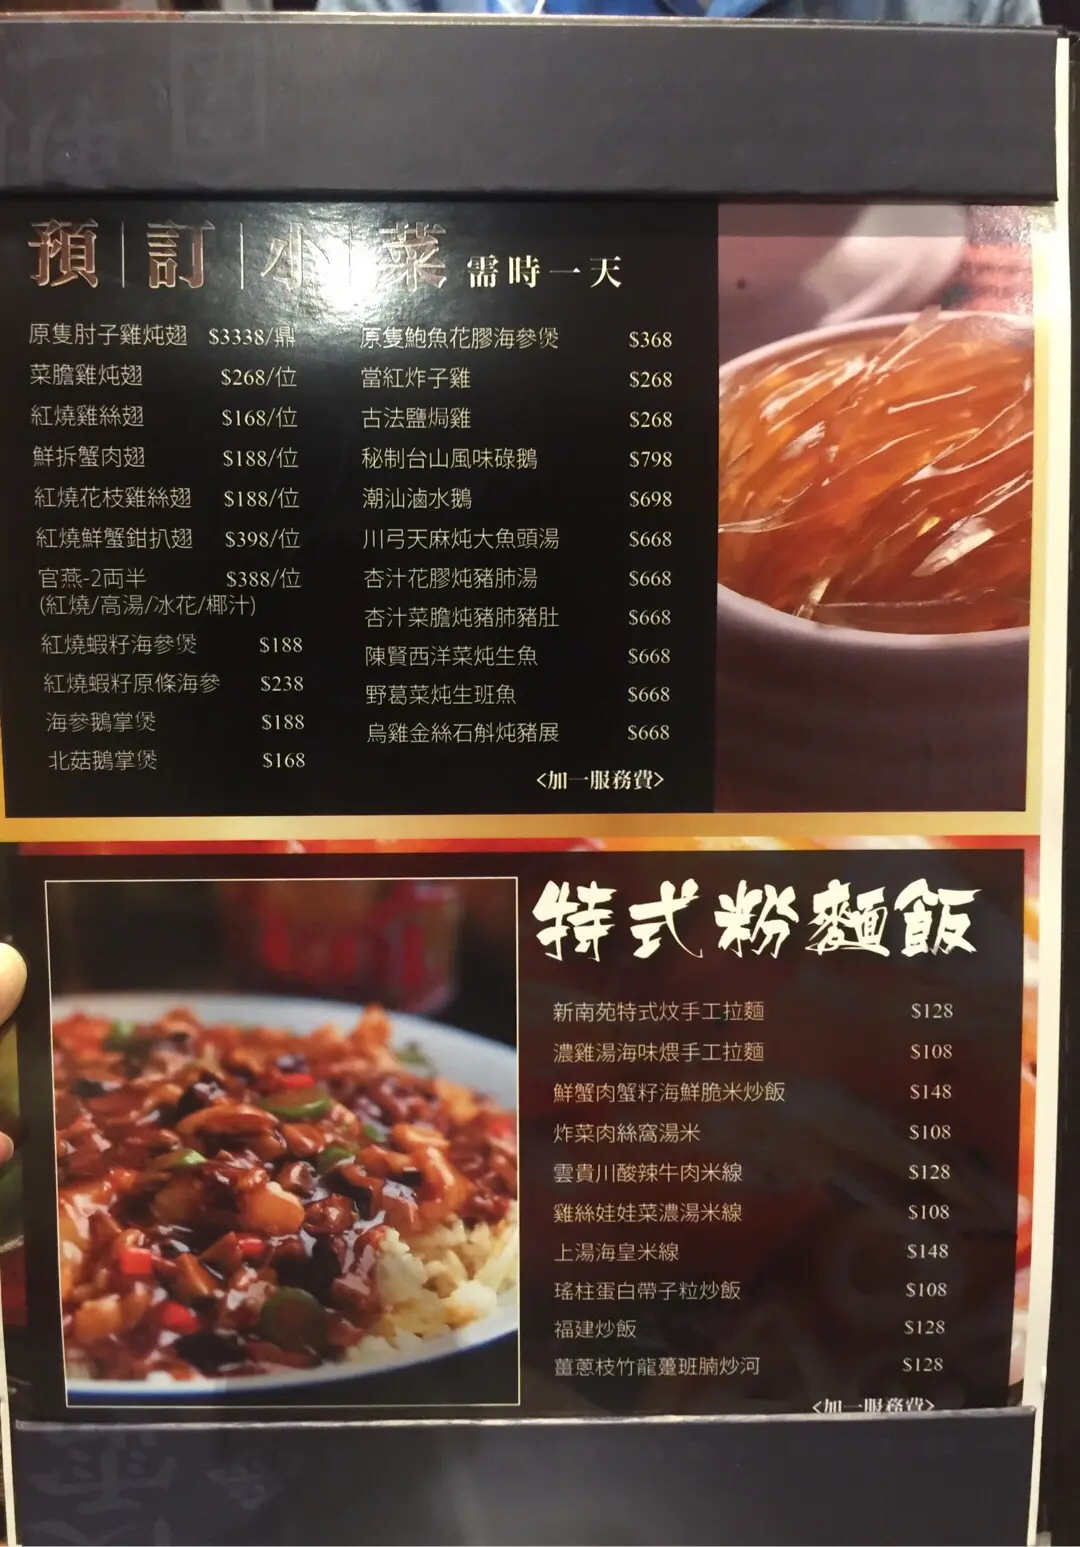 預訂小菜 需時一天
原隻肘子雞炖翅 $3338/鼎
菜膽雞炖翅 $268/位
紅燒雞絲翅 $168/位
鮮拆蟹肉翅 $188/位
紅燒花枝雞絲翅 $188/位
紅燒鮮蟹鉗扒翅 $398/位
官燕-2両半 $388/位
(紅燒/高湯/冰花/椰汁)
紅燒蝦籽海參煲 $188
紅燒蝦籽原條海參 $238
海參鵝掌煲 $188
北菇鵝掌煲 $168
原隻鮑魚花膠海參煲 $368
當紅炸子雞 $268
古法鹽焗雞 $268
秘制台山風味碌鵝 $798
潮汕滷水鵝 $698
川弓天麻炖大魚頭湯 $668
杏汁花膠炖豬肺湯 $668
杏汁菜膽炖豬肺豬肚 $668
陳賢西洋菜炖生魚 $668
野葛菜炖生班魚 $668
烏雞金絲石斛炖豬展 $668
<加一服務費>
特式粉麵飯
新南苑特式炆手工拉麵 $128
濃雞湯海味煨手工拉麵 $108
鮮蟹肉蟹籽海鮮脆米炒飯 $148
炸菜肉絲窩湯米 $108
雲貴川酸辣牛肉米線 $128
雞絲娃娃菜濃湯米線 $108
上湯海皇米線 $148
瑤柱蛋白帶子粒炒飯 $108
福建炒飯 $128
薑蔥枝竹龍躉班腩炒河 $128
<加一服務費>